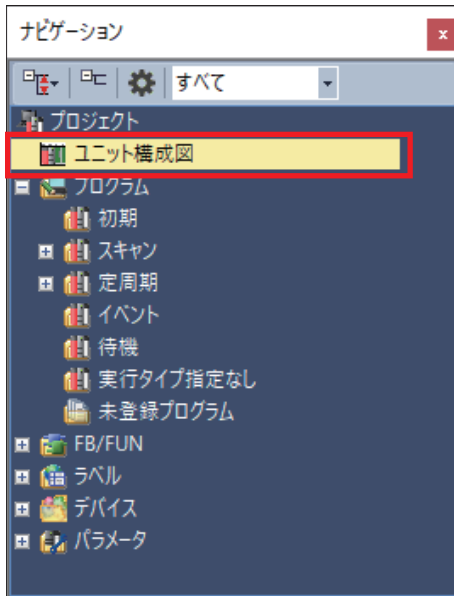 ナビゲーション
すべて
プロジェクト
ユニット構成図
プログラム
初期
スキャン
定周期
イベント
待機
実行タイプ指定なし
未登録プログラム
FB/FUN
ラベル
デバイス
パラメータ